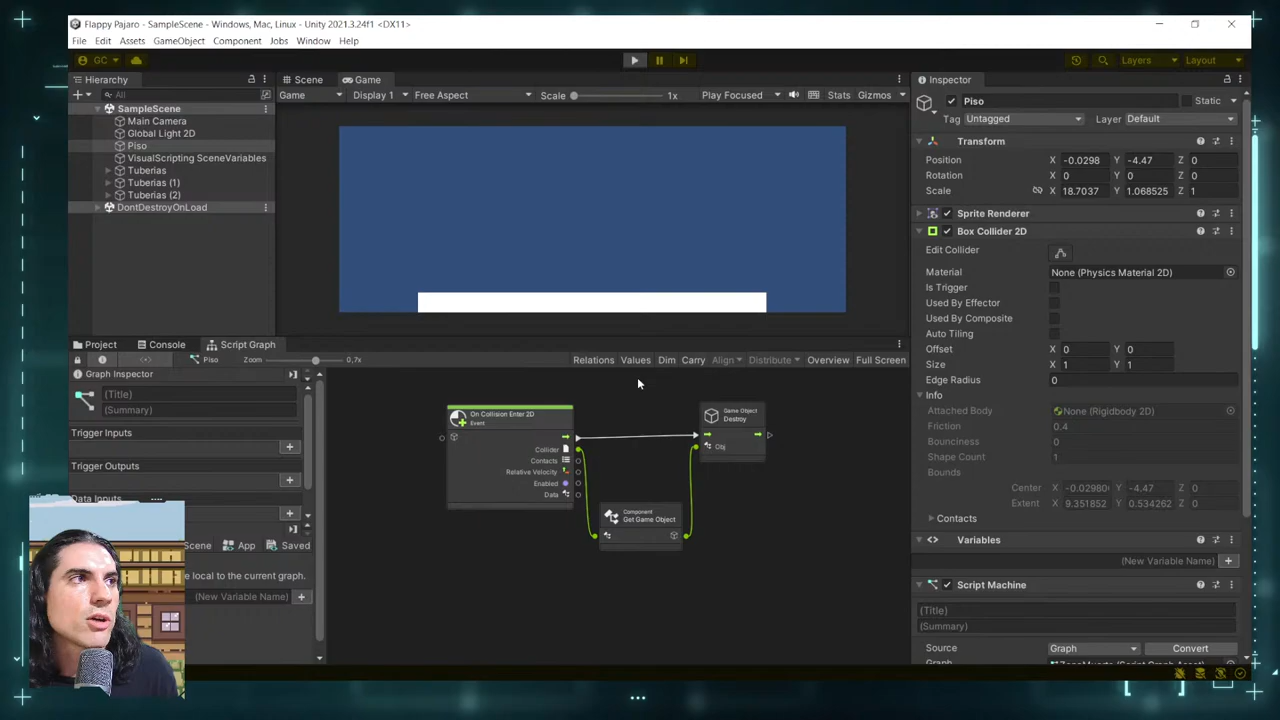 Flappy Pajaro - SampleScene - Windows, Mac, Linux - Unity 2021.3.24f1 <DX11>
File Edit Assets GameObject Component Jobs Window Help
GC
Layers Layout
Hierarchy
All
SampleScene
Main Camera
Global Light 2D
Piso
VisualScripting SceneVariables
Tuberias
Tuberias (1)
Tuberias (2)
DontDestroyOnLoad
Scene Game
Game Display 1 Free Aspect Scale 1x Play Focused Stats Gizmos
Project Console Script Graph
Piso Zoom 0,7x Relations Values Dim Carry Align Distribute Overview Full Screen
Graph Inspector
(Title)
(Summary)
Trigger Inputs
Trigger Outputs
Data Inputs
Scene App Saved
e local to the current graph.
(New Variable Name)
On Collision Enter 2D
Event
Collider
Contacts
Relative Velocity
Enabled
Data
Component
Get Game Object
Game Object
Destroy
Obj
Inspector
Piso Static
Tag Untagged Layer Default
Transform
Position X -0.0298 Y -4.47 Z 0
Rotation X 0 Y 0 Z 0
Scale X 18.7037 Y 1.068525 Z 1
Sprite Renderer
Box Collider 2D
Edit Collider
Material None (Physics Material 2D)
Is Trigger
Used By Effector
Used By Composite
Auto Tiling
Offset X 0 Y 0
Size X 1 Y 1
Edge Radius 0
Info
Attached Body None (Rigidbody 2D)
Friction 0.4
Bounciness 0
Shape Count 1
Bounds
Center X -0.02980 Y -4.47 Z 0
Extent X 9.351852 Y 0.534262 Z 0
Contacts
Variables
(New Variable Name)
Script Machine
(Title)
(Summary)
Source Graph Convert